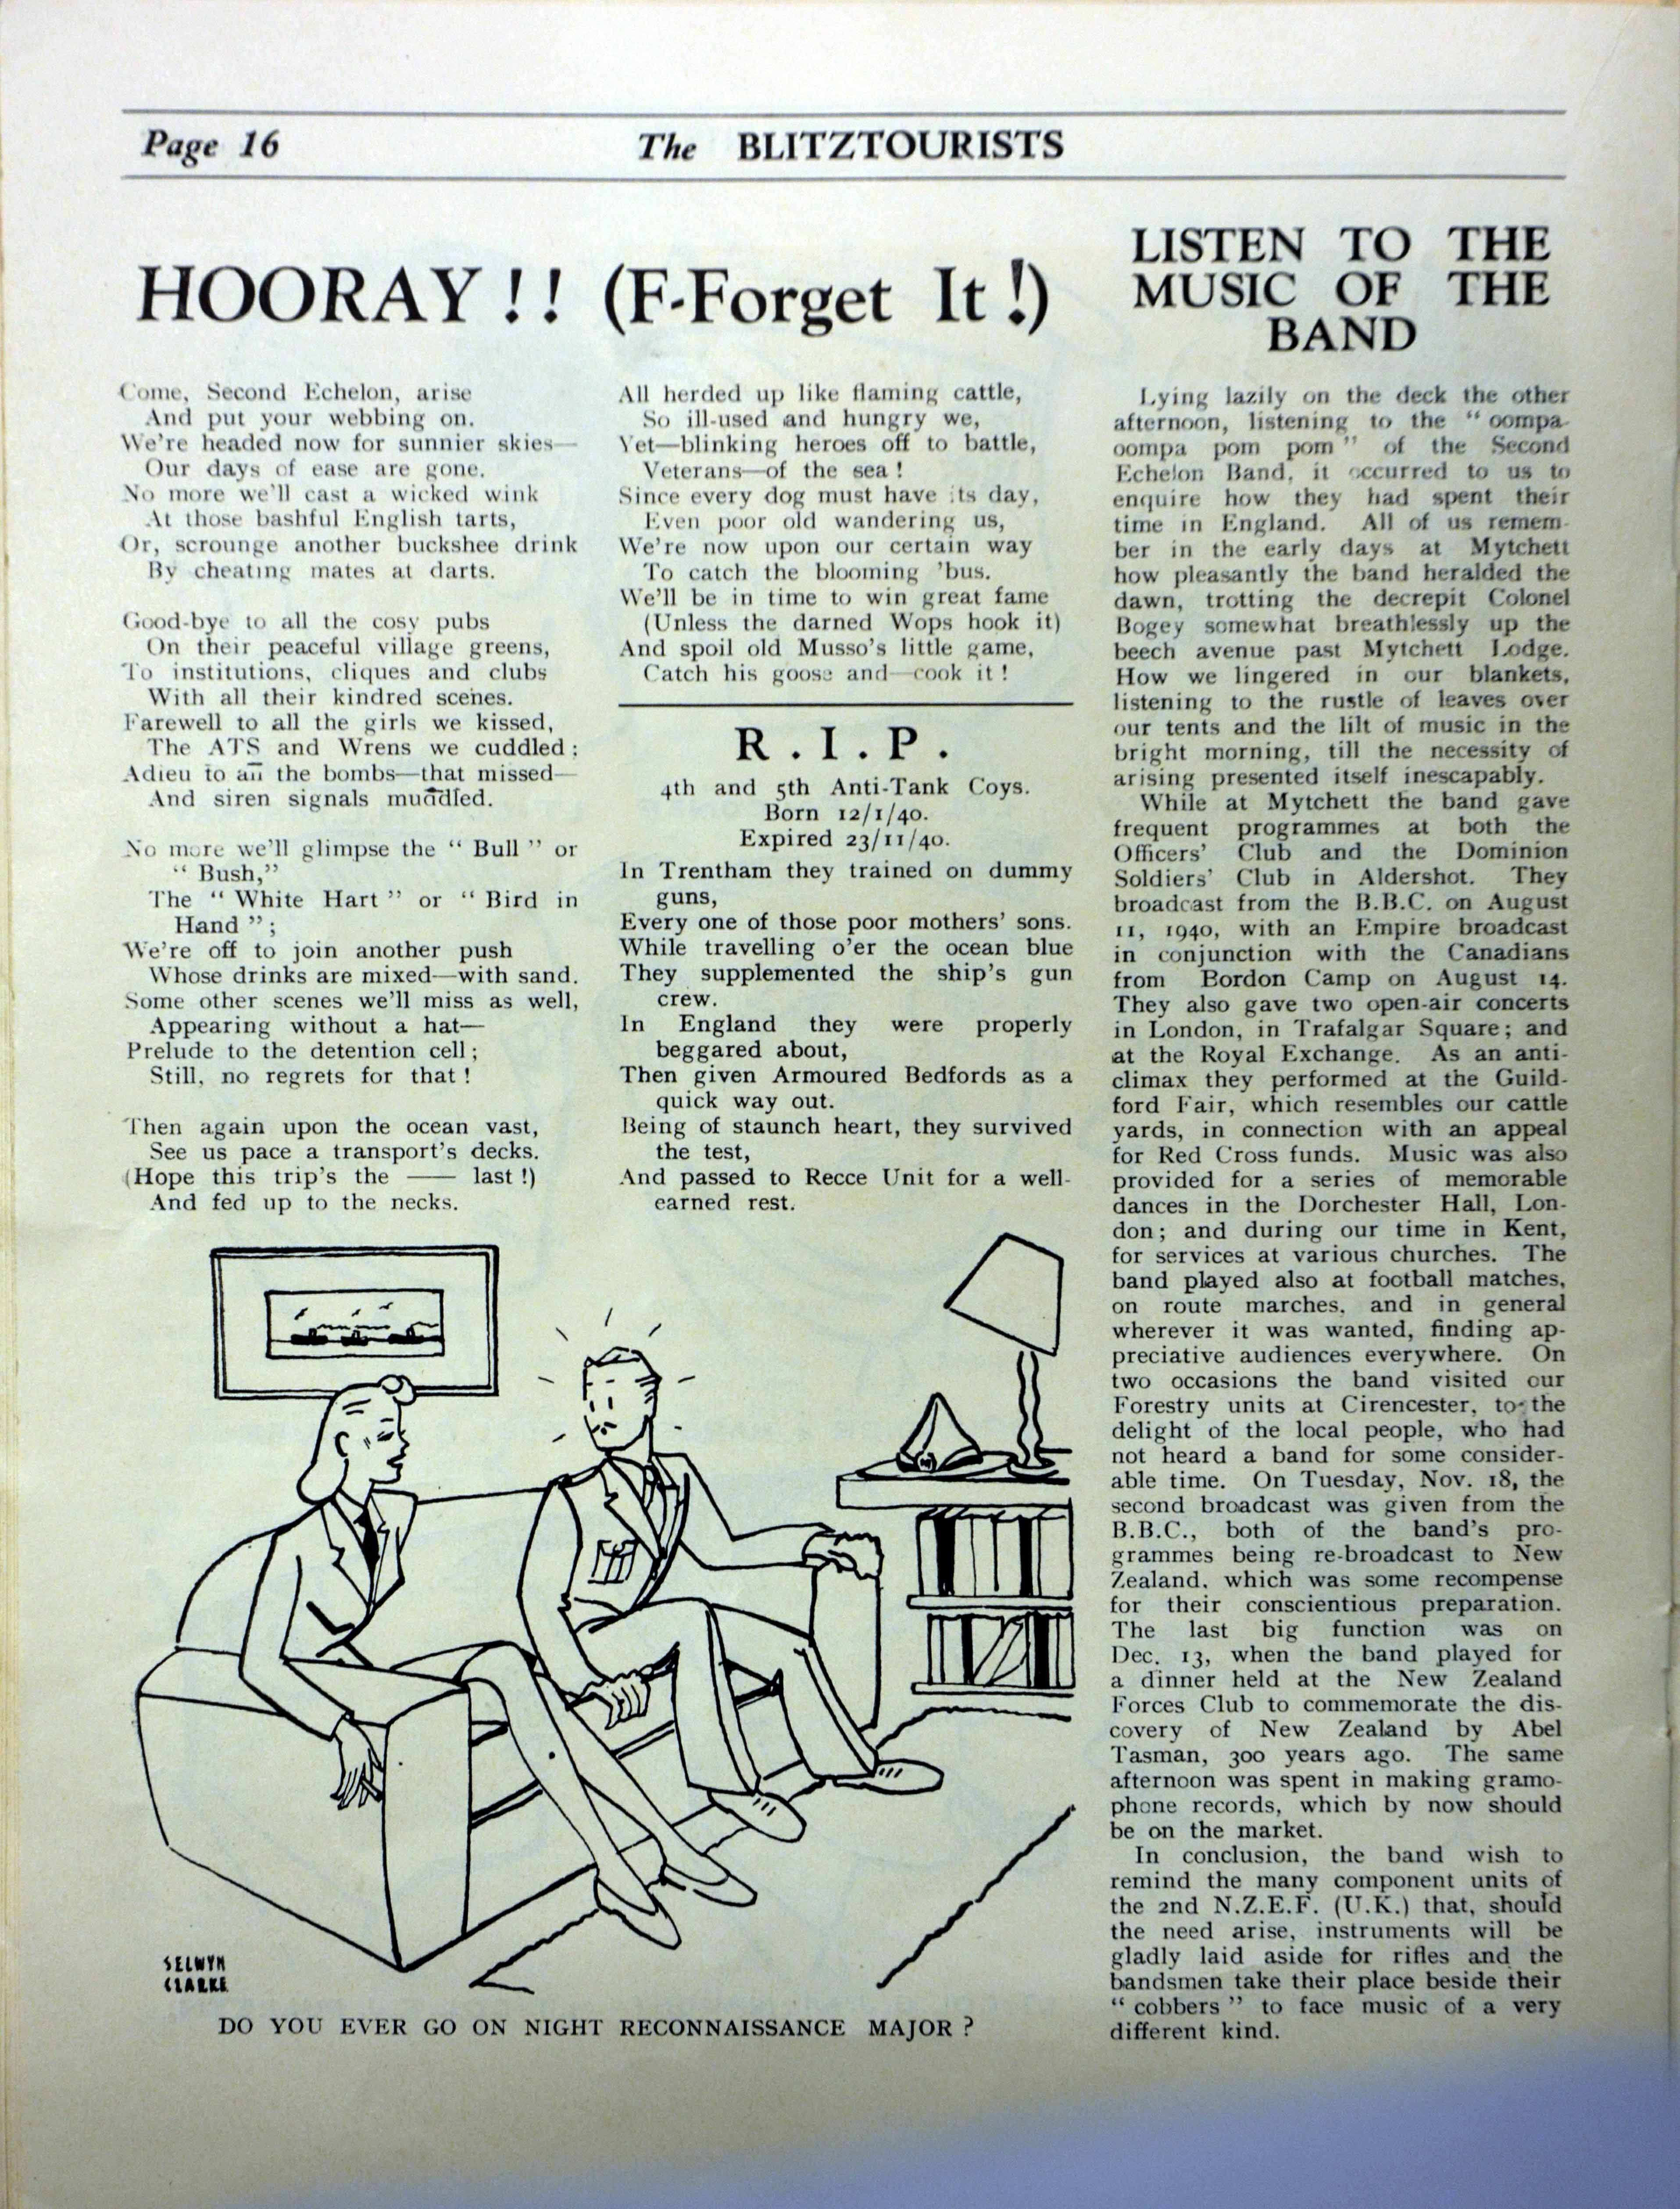 Page 16
The BLITZTOURISTS
HOORAY!! (F-Forget It!)
Come, Second Echelon, arise
And put your webbing on.
We're headed now for sunnier skies—
Our days of ease are gone.
No more we'll cast a wicked wink
At those bashful English tarts,
Or, scrounge another buckshee drink
By cheating mates at darts.
Good-bye to all the cosy pubs
On their peaceful village greens,
To institutions, cliques and clubs
With all their kindred scenes.
Farewell to all the girls we kissed,
The ATS and Wrens we cuddled;
Adieu to all the bombs—that missed—
And siren signals muddled.
No more we'll glimpse the " Bull " or
" Bush,"
The " White Hart " or " Bird in
Hand ";
We're off to join another push
Whose drinks are mixed—with sand.
Some other scenes we'll miss as well,
Appearing without a hat—
Prelude to the detention cell;
Still, no regrets for that!
Then again upon the ocean vast,
See us pace a transport's decks.
(Hope this trip's the —— last!)
And fed up to the necks.
All herded up like flaming cattle,
So ill-used and hungry we,
Yet—blinking heroes off to battle,
Veterans—of the sea!
Since every dog must have its day,
Even poor old wandering us,
We're now upon our certain way
To catch the blooming 'bus.
We'll be in time to win great fame
(Unless the darned Wops hook it)
And spoil old Musso's little game,
Catch his goose and—cook it!
R.I.P.
4th and 5th Anti-Tank Coys.
Born 12/1/40.
Expired 23/11/40.
In Trentham they trained on dummy
guns,
Every one of those poor mothers' sons.
While travelling o'er the ocean blue
They supplemented the ship's gun
crew.
In England they were properly
beggared about,
Then given Armoured Bedfords as a
quick way out.
Being of staunch heart, they survived
the test,
And passed to Recce Unit for a well-
earned rest.
SELWYN
CLARKE
DO YOU EVER GO ON NIGHT RECONNAISSANCE MAJOR?
LISTEN TO THE
MUSIC OF THE
BAND
Lying lazily on the deck the other
afternoon, listening to the " oompa-
oompa pom pom " of the Second
Echelon Band, it occurred to us to
enquire how they had spent their
time in England. All of us remem-
ber in the early days at Mytchett
how pleasantly the band heralded the
dawn, trotting the decrepit Colonel
Bogey somewhat breathlessly up the
beech avenue past Mytchett Lodge.
How we lingered in our blankets,
listening to the rustle of leaves over
our tents and the lilt of music in the
bright morning, till the necessity of
arising presented itself inescapably.
While at Mytchett the band gave
frequent programmes at both the
Officers' Club and the Dominion
Soldiers' Club in Aldershot. They
broadcast from the B.B.C. on August
11, 1940, with an Empire broadcast
in conjunction with the Canadians
from Bordon Camp on August 14.
They also gave two open-air concerts
in London, in Trafalgar Square; and
at the Royal Exchange. As an anti-
climax they performed at the Guild-
ford Fair, which resembles our cattle
yards, in connection with an appeal
for Red Cross funds. Music was also
provided for a series of memorable
dances in the Dorchester Hall, Lon-
don; and during our time in Kent,
for services at various churches. The
band played also at football matches,
on route marches, and in general
wherever it was wanted, finding ap-
preciative audiences everywhere. On
two occasions the band visited our
Forestry units at Cirencester, to the
delight of the local people, who had
not heard a band for some consider-
able time. On Tuesday, Nov. 18, the
second broadcast was given from the
B.B.C., both of the band's pro-
grammes being re-broadcast to New
Zealand, which was some recompense
for their conscientious preparation.
The last big function was on
Dec. 13, when the band played for
a dinner held at the New Zealand
Forces Club to commemorate the dis-
covery of New Zealand by Abel
Tasman, 300 years ago. The same
afternoon was spent in making gramo-
phone records, which by now should
be on the market.
In conclusion, the band wish to
remind the many component units of
the 2nd N.Z.E.F. (U.K.) that, should
the need arise, instruments will be
gladly laid aside for rifles and the
bandsmen take their place beside their
" cobbers " to face music of a very
different kind.